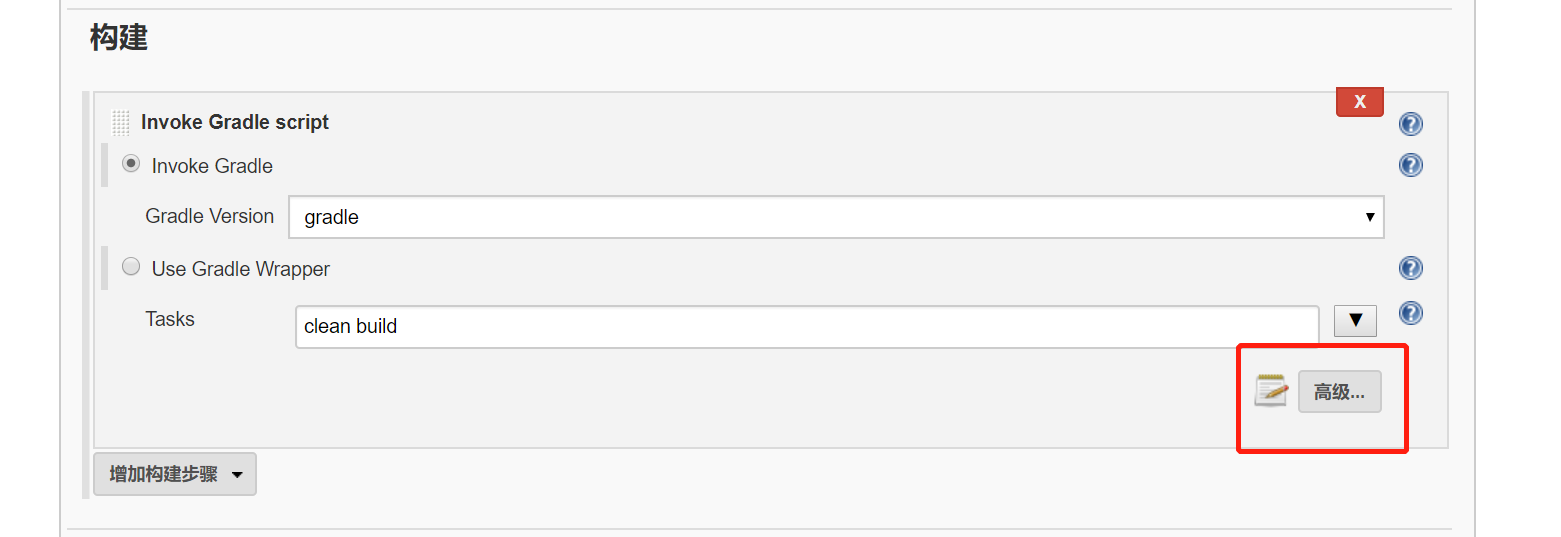 构建
X
Invoke Gradle script
Invoke Gradle
Gradle Version gradle
Use Gradle Wrapper
Tasks clean build
高级...
增加构建步骤